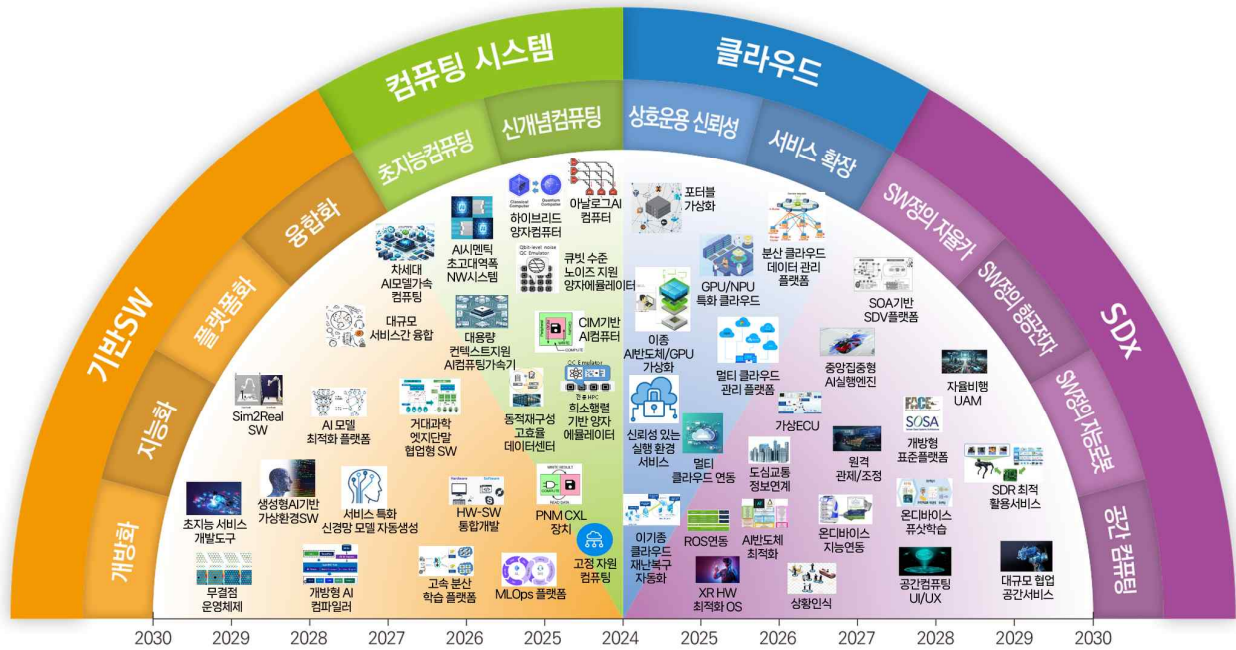 컴퓨팅 시스템
클라우드
기반SW
SDx
개방화
지능화
플랫폼화
융합화
초지능컴퓨팅
신개념컴퓨팅
상호운용 신뢰성
서비스 확장
SW정의 자율차
SW정의 항공전자
SW정의 지능로봇
공간 컴퓨팅
Classical
Computer
Quantum
Computer
하이브리드
양자컴퓨터
아날로그AI
컴퓨터
포터블
가상화
차세대
AI모델가속
컴퓨팅
AI시멘틱
초고대역폭
NW시스템
Qbit-level noise
QC Emulator
큐빗 수준
노이즈 지원
양자에뮬레이터
GPU/NPU
특화 클라우드
분산 클라우드
데이터 관리
플랫폼
대규모
서비스간 융합
대용량
컨텍스트지원
AI컴퓨팅가속기
CIM기반
AI컴퓨터
COMPUTE
이종
AI반도체/GPU
가상화
멀티 클라우드
관리 플랫폼
SOA기반
SDV플랫폼
중앙집중형
AI실행엔진
자율비행
UAM
Sim2Real
SW
AI 모델
최적화 플랫폼
거대과학
엣지단말
협업형 SW
동적재구성
고효율
데이터센터
QC Emulator
진동 HPC
희소행렬
기반 양자
에뮬레이터
신뢰성 있는
실행 환경
서비스
멀티
클라우드 연동
가상ECU
도심교통
정보연계
원격
관제/조정
FACE
SOSA
개방형
표준플랫폼
SDR 최적
활용서비스
초지능 서비스
개발도구
생성형AI기반
가상환경SW
서비스 특화
신경망 모델 자동생성
Hardware
Software
HW-SW
통합개발
WRITE RESULT
COMPUTE
READ DATA
PNM CXL
장치
고정 자원
컴퓨팅
이기종
클라우드
재난복구
자동화
ROS연동
AI반도체
최적화
온디바이스
지능연동
온디바이스
퓨샷학습
무결점
운영체제
개방형 AI
컴파일러
고속 분산
학습 플랫폼
MLOps 플랫폼
XR HW
최적화 OS
상황인식
공간컴퓨팅
UI/UX
대규모 협업
공간서비스
2030 2029 2028 2027 2026 2025 2024 2025 2026 2027 2028 2029 2030